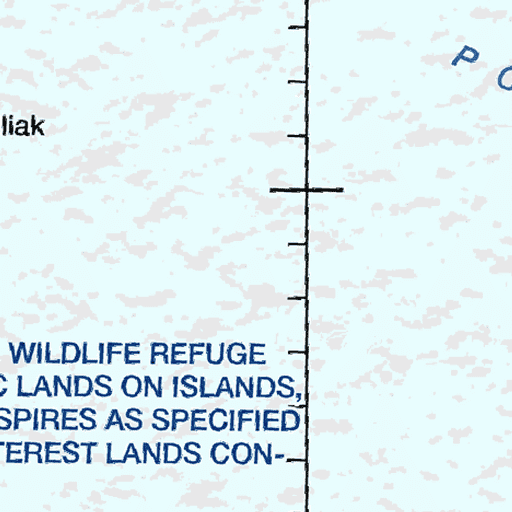 P
liak
WILDLIFE REFUGE
LANDS ON ISLANDS,
SPIRES AS SPECIFIED
TEREST LANDS CON-